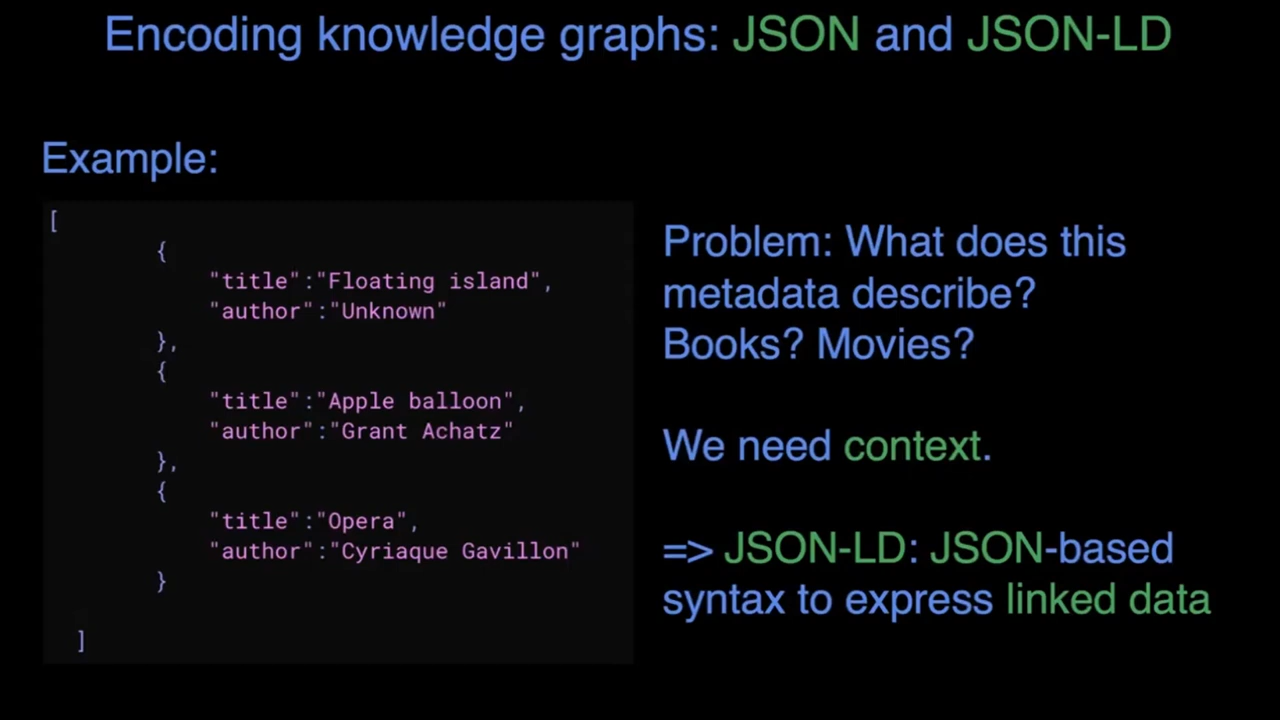 Encoding knowledge graphs: JSON and JSON-LD
Example:
[
{
"title":"Floating island",
"author":"Unknown"
},
{
"title":"Apple balloon",
"author":"Grant Achatz"
},
{
"title":"Opera",
"author":"Cyriaque Gavillon"
}
]
Problem: What does this
metadata describe?
Books? Movies?
We need context.
=> JSON-LD: JSON-based
syntax to express linked data